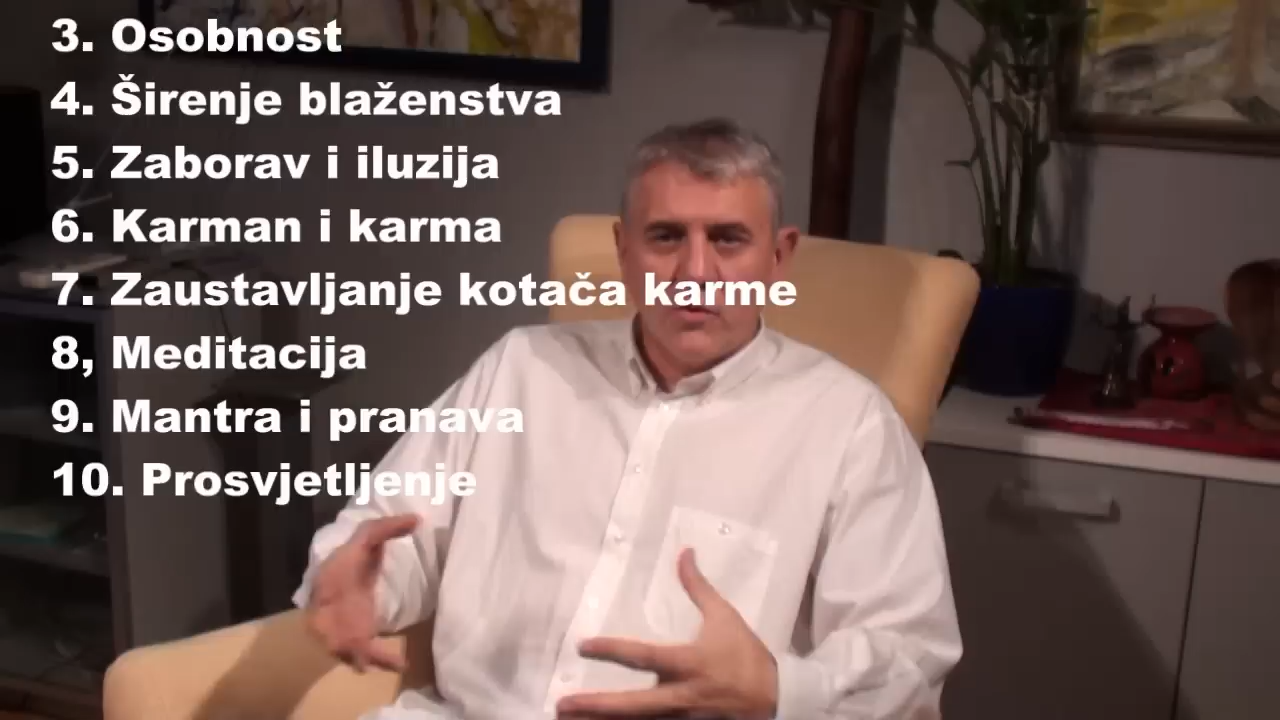 3. Osobnost
4. Širenje blaženstva
5. Zaborav i iluzija
6. Karman i karma
7. Zaustavljanje kotača karme
8, Meditacija
9. Mantra i pranava
10. Prosvjetljenje